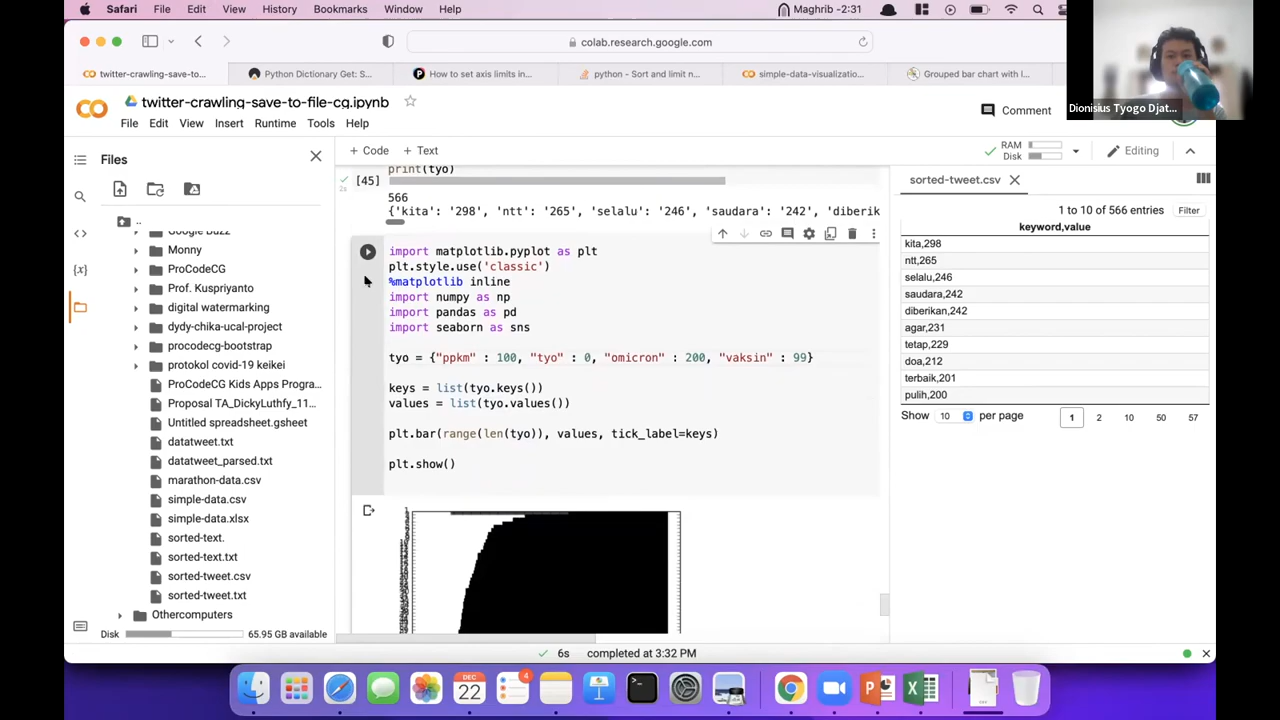 Safari File Edit View History Bookmarks Window Help Maghrib -2:31
colab.research.google.com
twitter-crawling-save-to... Python Dictionary Get: S... How to set axis limits in... python - Sort and limit n... simple-data-visualizatio... Grouped bar chart with l...
Dionisius Tyogo Djat...
twitter-crawling-save-to-file-cg.ipynb
File Edit View Insert Runtime Tools Help
Comment
Files
+ Code + Text
RAM
Disk
Editing
..
Google Buzz
Monny
ProCodeCG
Prof. Kuspriyanto
digital watermarking
dydy-chika-ucal-project
procodecg-bootstrap
protokol covid-19 keikei
ProCodeCG Kids Apps Progra...
Proposal TA_DickyLuthfy_11...
Untitled spreadsheet.gsheet
datatweet.txt
datatweet_parsed.txt
marathon-data.csv
simple-data.csv
simple-data.xlsx
sorted-text.
sorted-text.txt
sorted-tweet.csv
sorted-tweet.txt
Othercomputers
Disk 65.95 GB available
print(tyo)
[45]
2s
566
{'kita': '298', 'ntt': '265', 'selalu': '246', 'saudara': '242', 'diberik
import matplotlib.pyplot as plt
plt.style.use('classic')
%matplotlib inline
import numpy as np
import pandas as pd
import seaborn as sns
tyo = {"ppkm" : 100, "tyo" : 0, "omicron" : 200, "vaksin" : 99}
keys = list(tyo.keys())
values = list(tyo.values())
plt.bar(range(len(tyo)), values, tick_label=keys)
plt.show()
sorted-tweet.csv
1 to 10 of 566 entries Filter
keyword,value
kita,298
ntt,265
selalu,246
saudara,242
diberikan,242
agar,231
tetap,229
doa,212
terbaik,201
pulih,200
Show 10 per page 1 2 10 50 57
6s completed at 3:32 PM
DEC
22
4